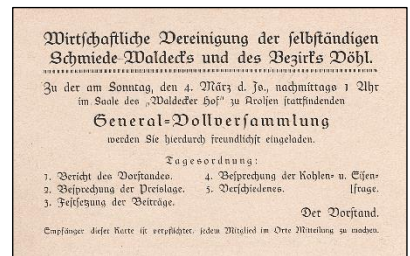 Wirtschaftliche Vereinigung der selbständigen
Schmiede Waldecks und des Bezirks Vöhl.
Zu der am Sonntag, den 4. März d. Js., nachmittags 1 Uhr
im Saale des „Waldecker Hof" zu Arolsen stattfindenden
General-Vollversammlung
werden Sie hierdurch freundlichst eingeladen.
Tagesordnung:
1. Bericht des Vorstandes.
2. Besprechung der Preislage.
3. Festsetzung der Beiträge.
4. Besprechung der Kohlen- u. Eisen-
5. Verschiedenes. [frage.
Der Vorstand.
Empfänger dieser Karte ist verpflichtet, jedem Mitglied im Orte Mitteilung zu machen.